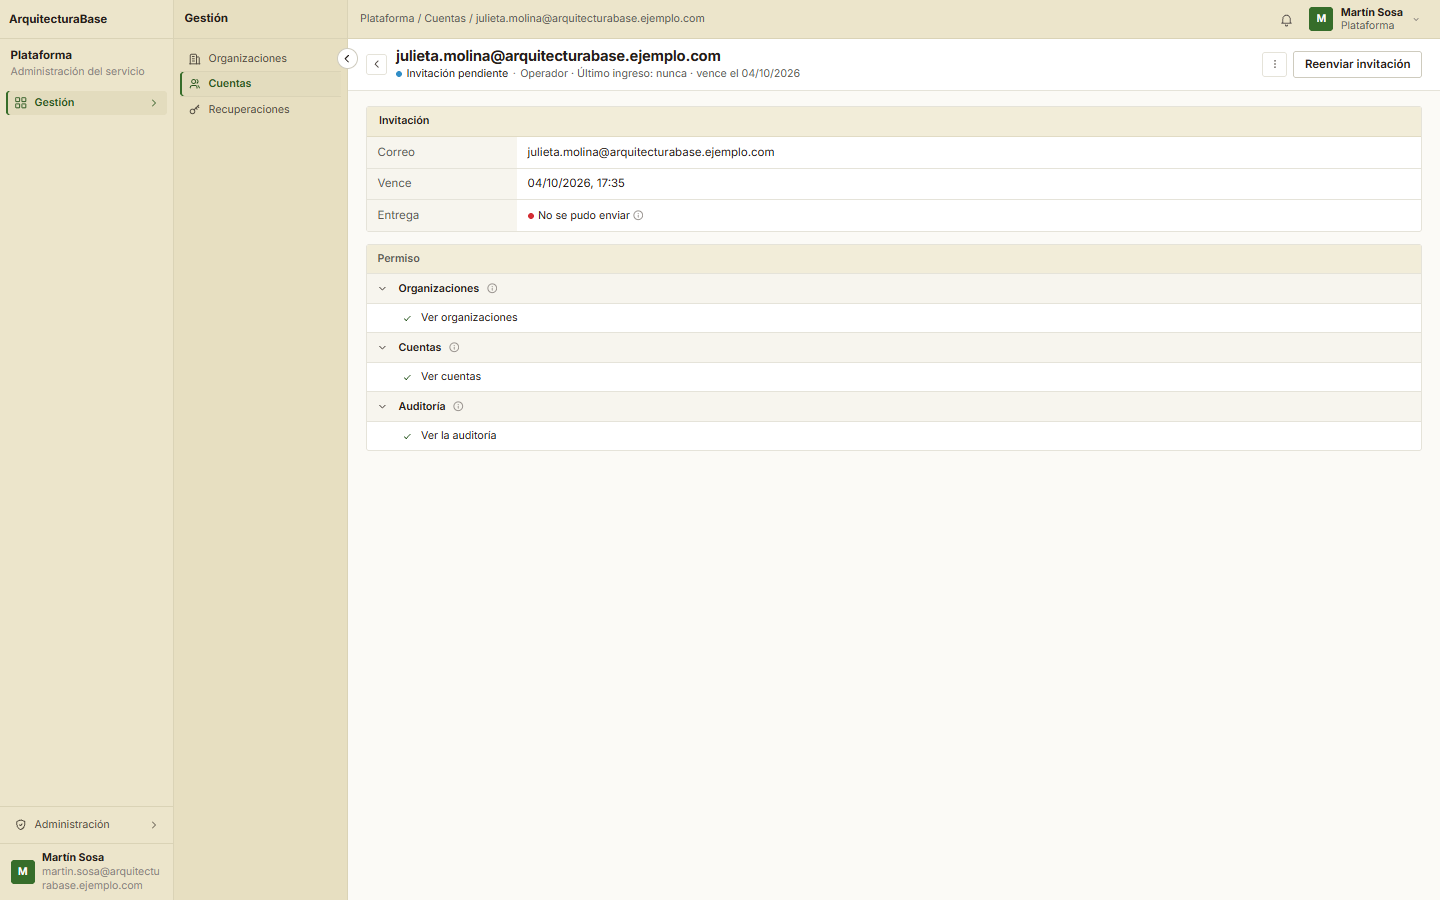 ArquitecturaBase
Plataforma
Administración del servicio
Gestión
Administración
Martín Sosa
martin.sosa@arquitectu
rabase.ejemplo.com
Gestión
Organizaciones
Cuentas
Recuperaciones
Plataforma / Cuentas / julieta.molina@arquitecturabase.ejemplo.com
M
Martín Sosa
Plataforma
julieta.molina@arquitecturabase.ejemplo.com
Invitación pendiente · Operador · Último ingreso: nunca · vence el 04/10/2026
Reenviar invitación
Invitación
Correo
julieta.molina@arquitecturabase.ejemplo.com
Vence
04/10/2026, 17:35
Entrega
No se pudo enviar
Permiso
Organizaciones
Ver organizaciones
Cuentas
Ver cuentas
Auditoría
Ver la auditoría
M